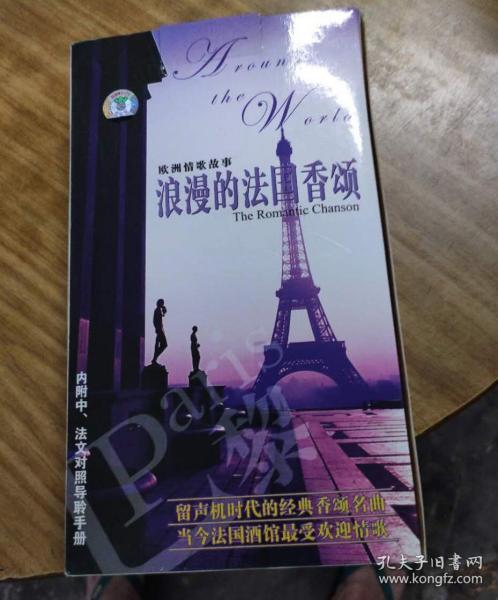 Around
the
World
欧洲情歌故事
浪漫的法国香颂
The Romantic Chanson
Paris
巴黎
内附中、法文对照导聆手册
留声机时代的经典香颂名曲
当今法国酒馆最受欢迎情歌
孔夫子旧书网
www.kongfz.com